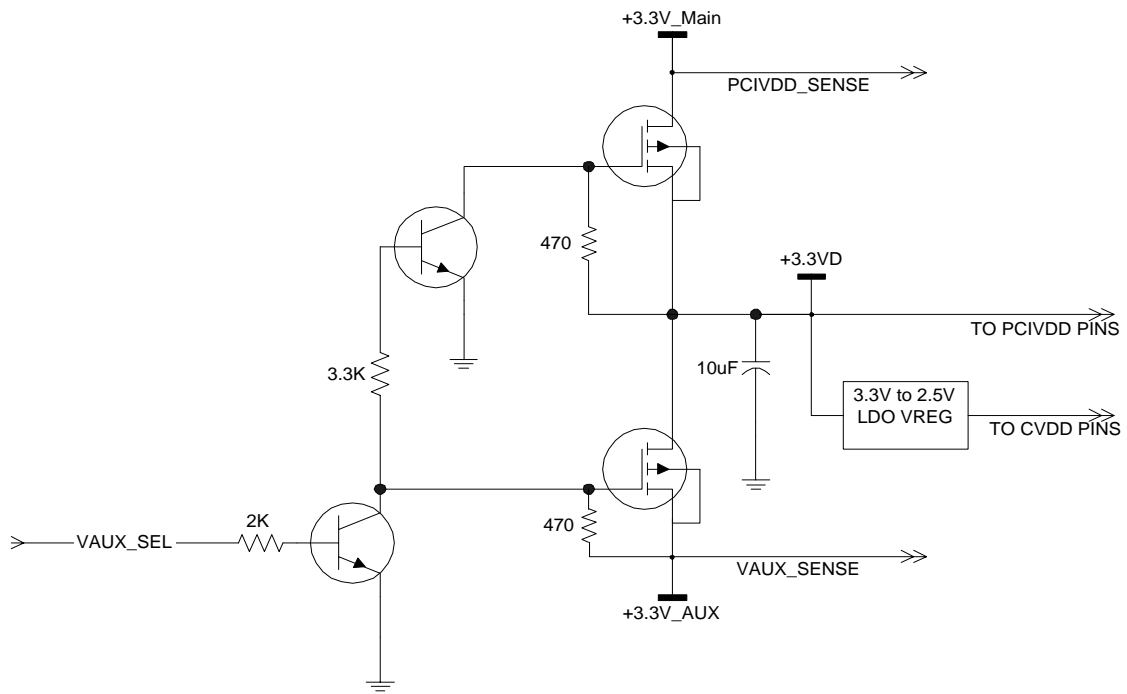 +3.3V_Main
PCIVDD_SENSE
470
+3.3VD
TO PCIVDD PINS
3.3K
10uF
3.3V to 2.5V
LDO VREG
TO CVDD PINS
VAUX_SEL
2K
470
VAUX_SENSE
+3.3V_AUX